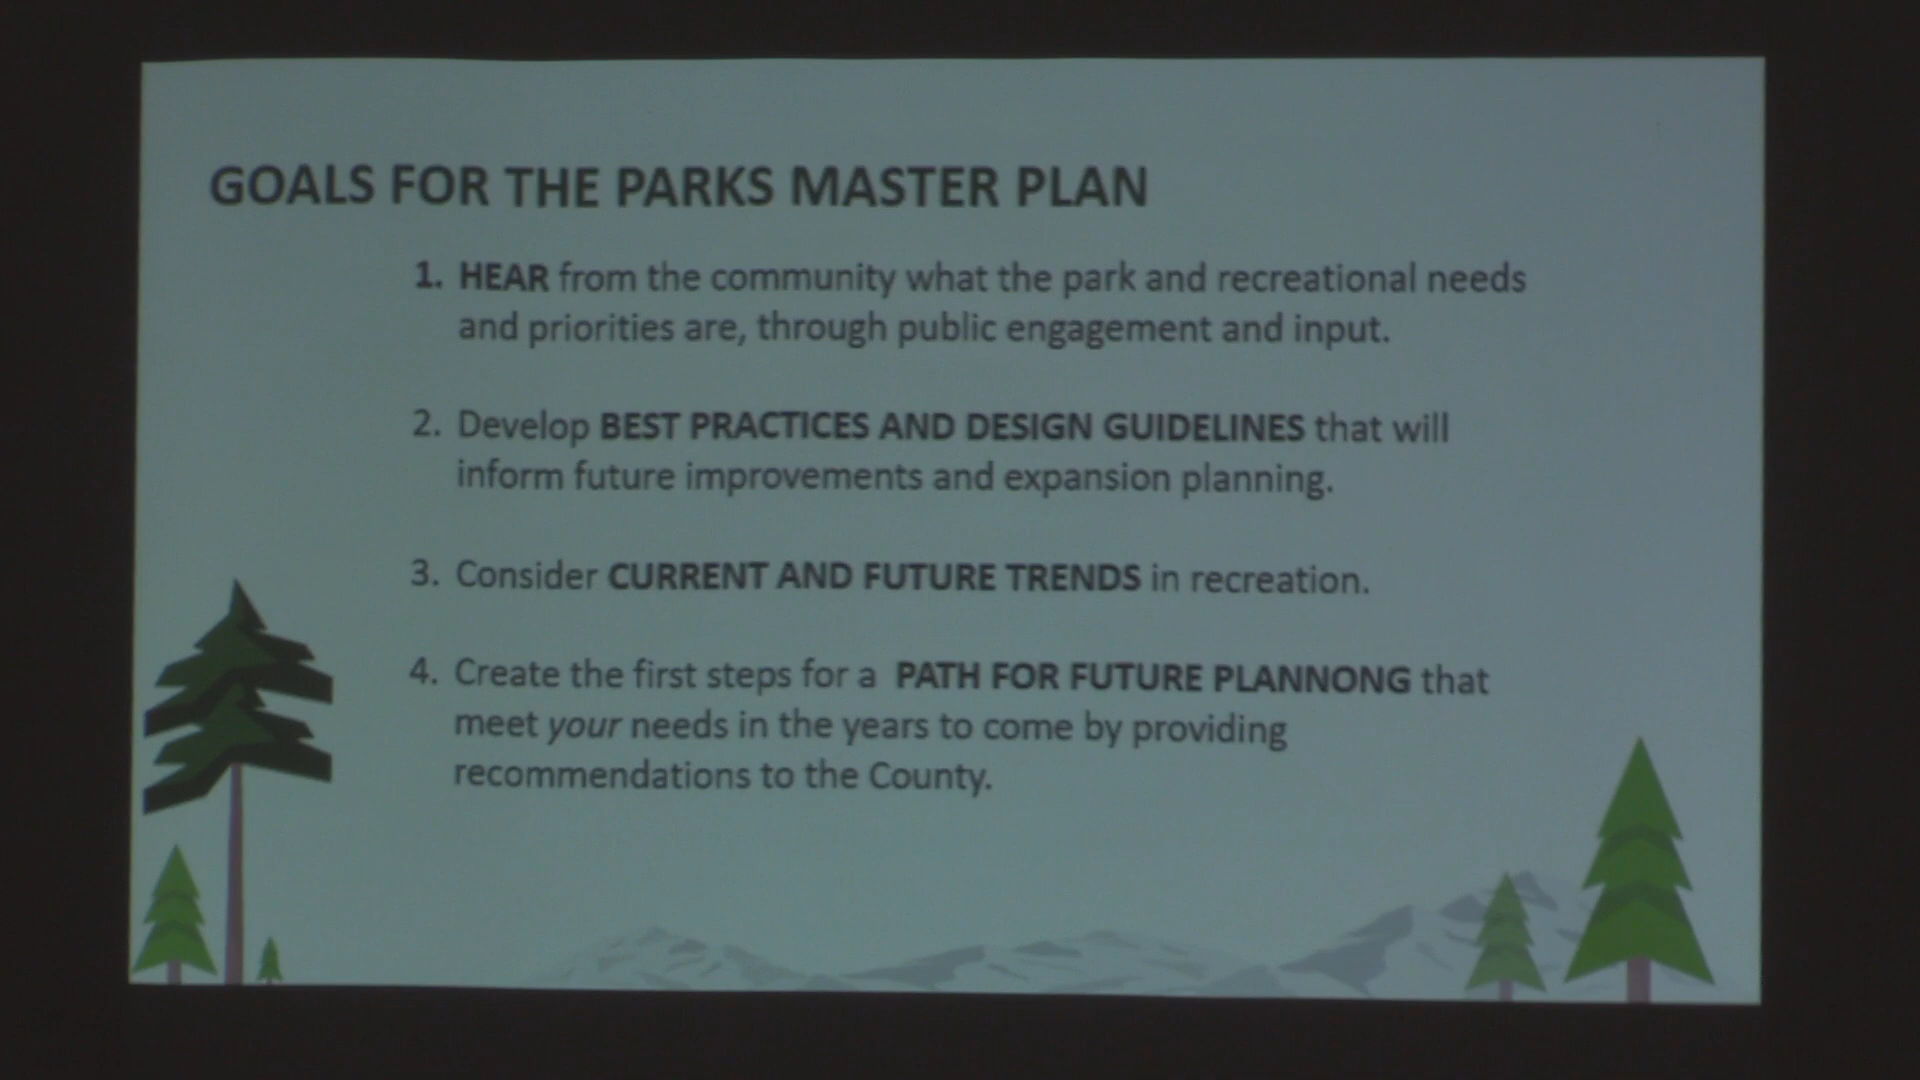 GOALS FOR THE PARKS MASTER PLAN
1. HEAR from the community what the park and recreational needs
and priorities are, through public engagement and input.
2. Develop BEST PRACTICES AND DESIGN GUIDELINES that will
inform future improvements and expansion planning.
3. Consider CURRENT AND FUTURE TRENDS in recreation.
4. Create the first steps for a PATH FOR FUTURE PLANNONG that
meet your needs in the years to come by providing
recommendations to the County.